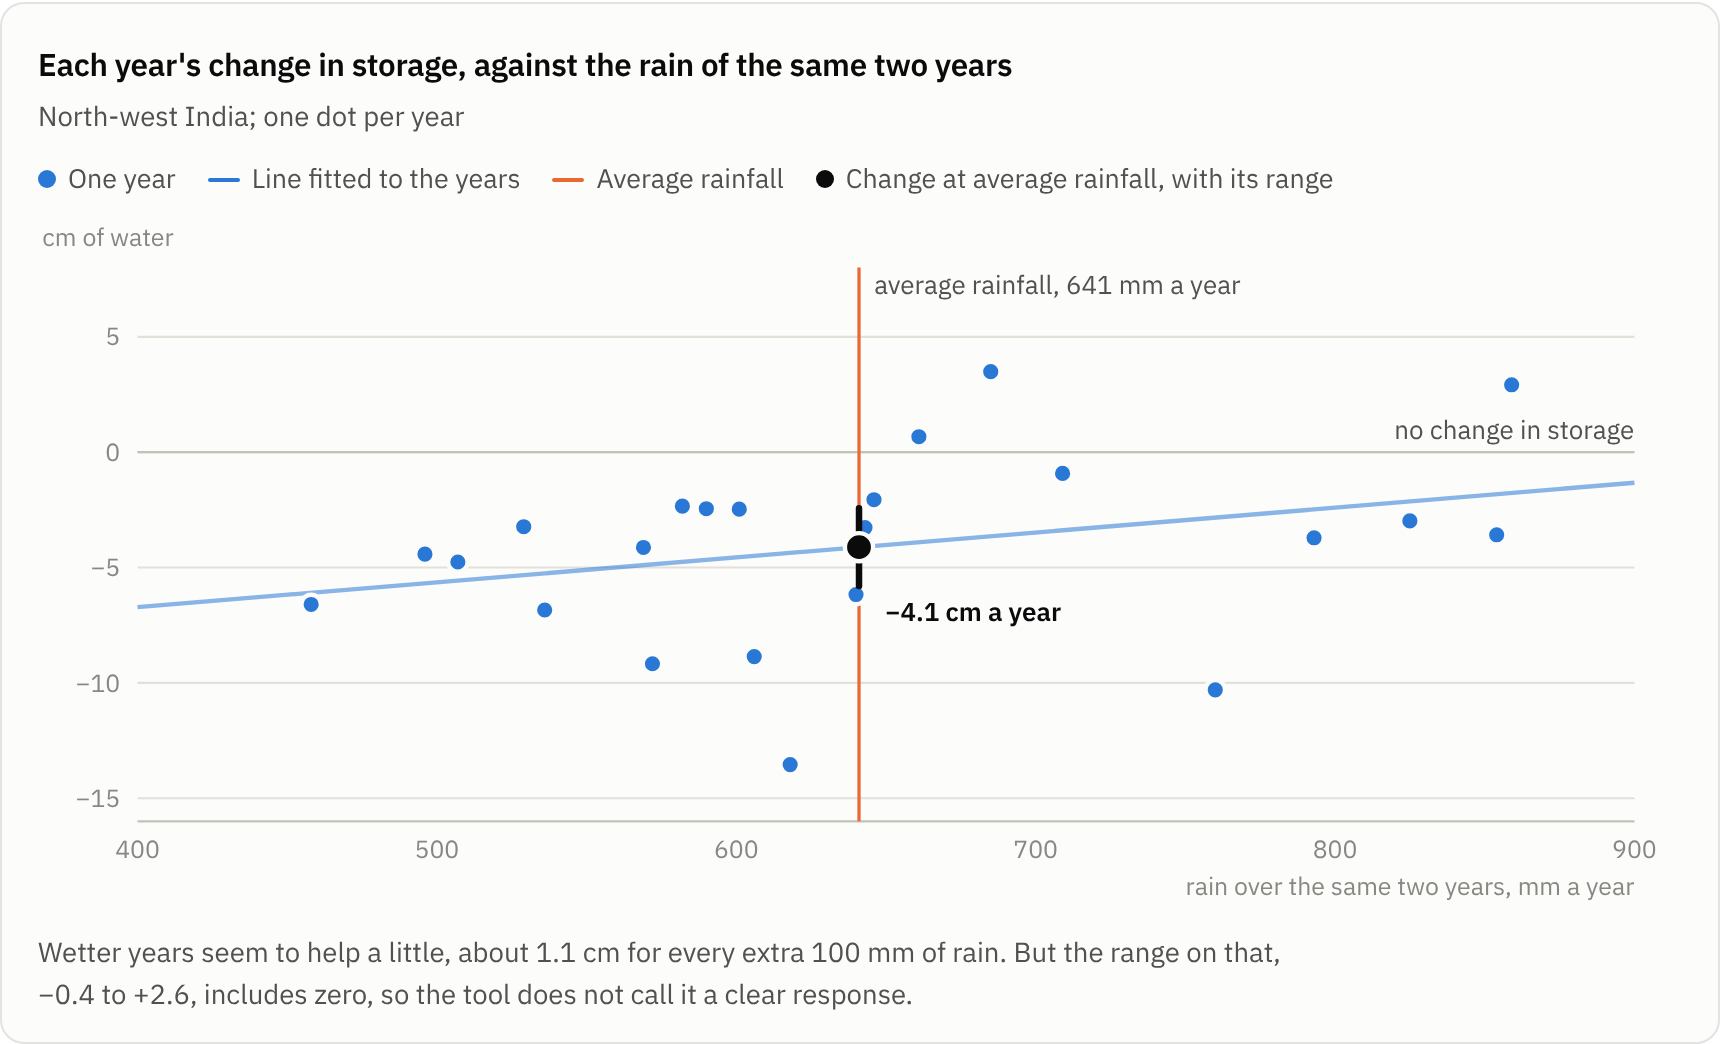 Each year's change in storage, against the rain of the same two years
North-west India; one dot per year
One year
Line fitted to the years
Average rainfall
Change at average rainfall, with its range
cm of water
average rainfall, 641 mm a year
5
no change in storage
0
−5
−4.1 cm a year
−10
−15
400 500 600 700 800 900
rain over the same two years, mm a year
Wetter years seem to help a little, about 1.1 cm for every extra 100 mm of rain. But the range on that,
−0.4 to +2.6, includes zero, so the tool does not call it a clear response.